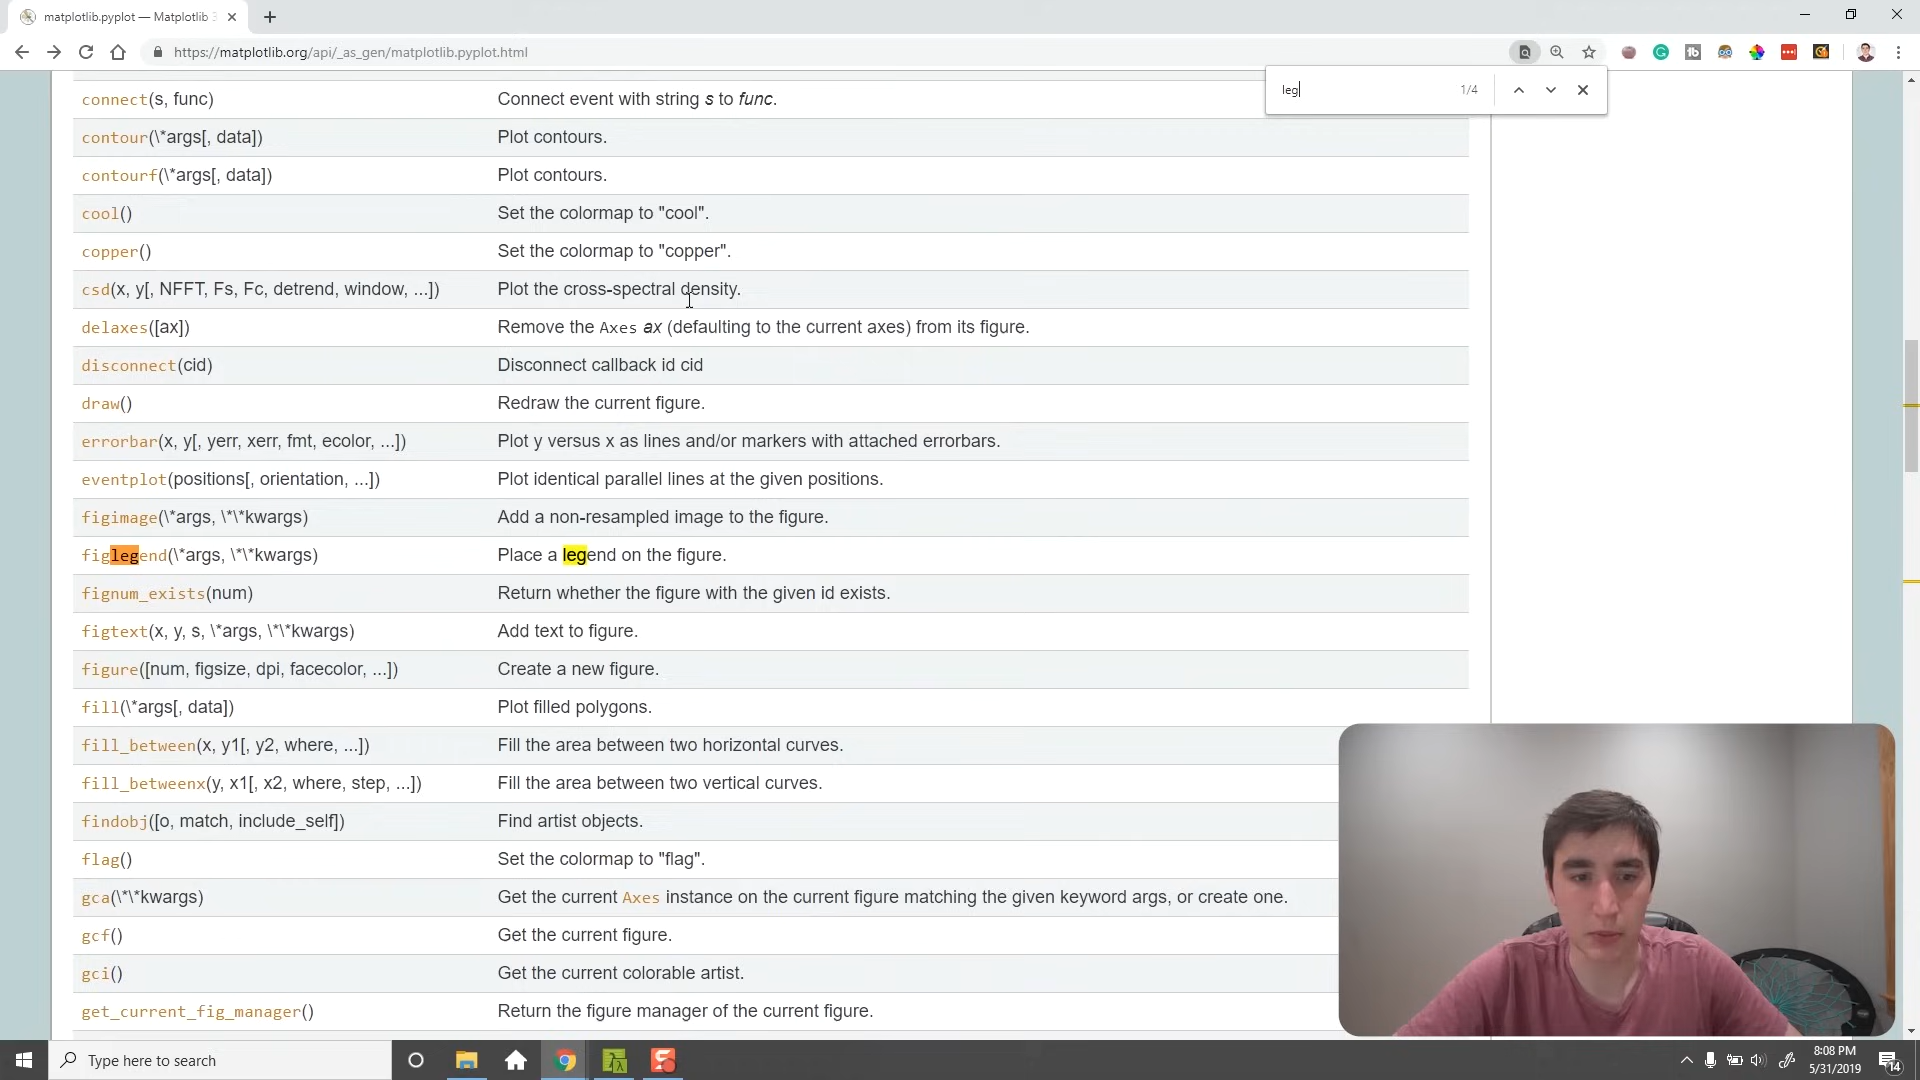 matplotlib.pyplot — Matplotlib 3
https://matplotlib.org/api/_as_gen/matplotlib.pyplot.html
leg 1/4
connect(s, func) Connect event with string s to func.
contour(\*args[, data]) Plot contours.
contourf(\*args[, data]) Plot contours.
cool() Set the colormap to "cool".
copper() Set the colormap to "copper".
csd(x, y[, NFFT, Fs, Fc, detrend, window, ...]) Plot the cross-spectral density.
delaxes([ax]) Remove the Axes ax (defaulting to the current axes) from its figure.
disconnect(cid) Disconnect callback id cid
draw() Redraw the current figure.
errorbar(x, y[, yerr, xerr, fmt, ecolor, ...]) Plot y versus x as lines and/or markers with attached errorbars.
eventplot(positions[, orientation, ...]) Plot identical parallel lines at the given positions.
figimage(\*args, \*\*kwargs) Add a non-resampled image to the figure.
figlegend(\*args, \*\*kwargs) Place a legend on the figure.
fignum_exists(num) Return whether the figure with the given id exists.
figtext(x, y, s, \*args, \*\*kwargs) Add text to figure.
figure([num, figsize, dpi, facecolor, ...]) Create a new figure.
fill(\*args[, data]) Plot filled polygons.
fill_between(x, y1[, y2, where, ...]) Fill the area between two horizontal curves.
fill_betweenx(y, x1[, x2, where, step, ...]) Fill the area between two vertical curves.
findobj([o, match, include_self]) Find artist objects.
flag() Set the colormap to "flag".
gca(\*\*kwargs) Get the current Axes instance on the current figure matching the given keyword args, or create one.
gcf() Get the current figure.
gci() Get the current colorable artist.
get_current_fig_manager() Return the figure manager of the current figure.
Type here to search
8:08 PM
5/31/2019
14